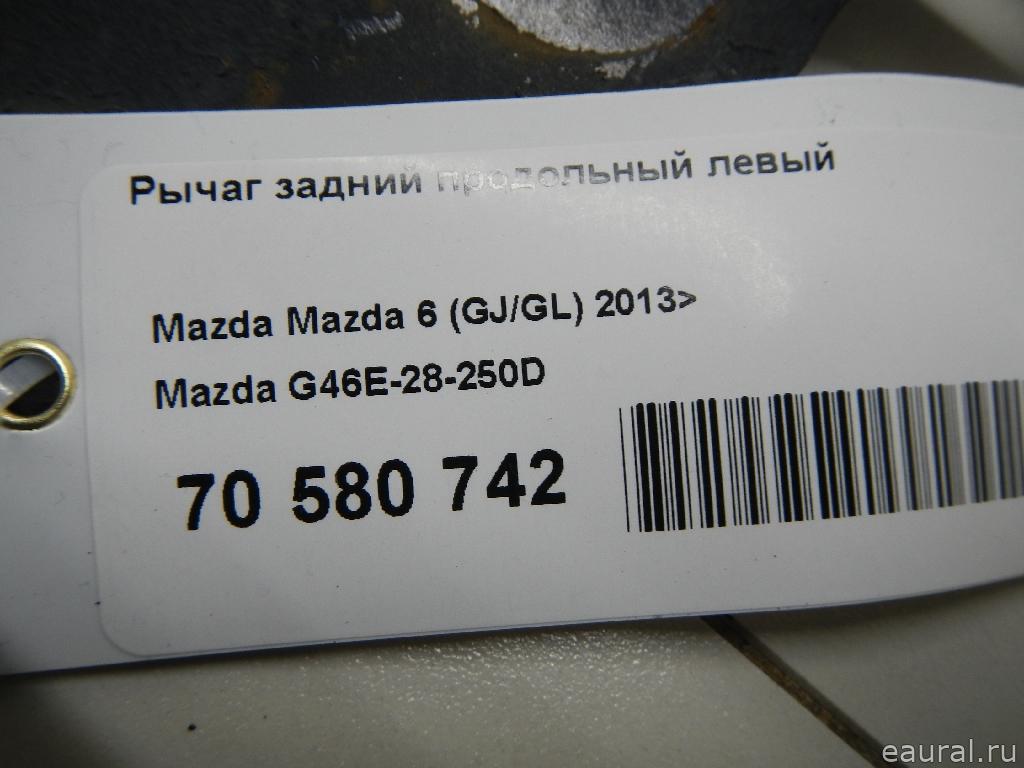 Рычаг задний продольный левый
Mazda Mazda 6 (GJ/GL) 2013>
Mazda G46E-28-250D
70 580 742
eaural.ru